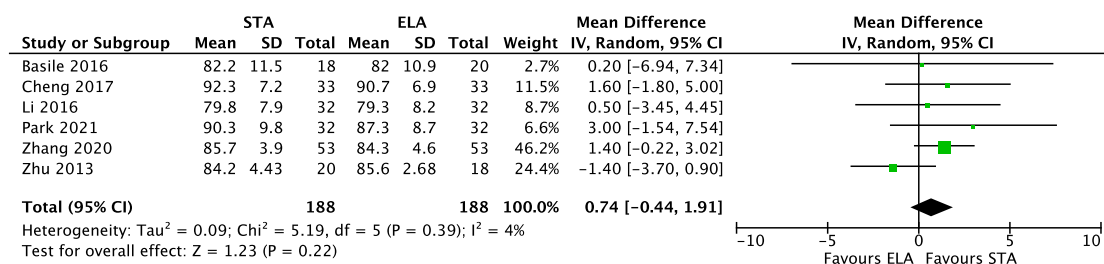 STA ELA Mean Difference Mean Difference
Study or Subgroup Mean SD Total Mean SD Total Weight IV, Random, 95% CI IV, Random, 95% CI
Basile 2016 82.2 11.5 18 82 10.9 20 2.7% 0.20 [−6.94, 7.34]
Cheng 2017 92.3 7.2 33 90.7 6.9 33 11.5% 1.60 [−1.80, 5.00]
Li 2016 79.8 7.9 32 79.3 8.2 32 8.7% 0.50 [−3.45, 4.45]
Park 2021 90.3 9.8 32 87.3 8.7 32 6.6% 3.00 [−1.54, 7.54]
Zhang 2020 85.7 3.9 53 84.3 4.6 53 46.2% 1.40 [−0.22, 3.02]
Zhu 2013 84.2 4.43 20 85.6 2.68 18 24.4% −1.40 [−3.70, 0.90]
Total (95% CI) 188 188 100.0% 0.74 [−0.44, 1.91]
Heterogeneity: Tau² = 0.09; Chi² = 5.19, df = 5 (P = 0.39); I² = 4%
Test for overall effect: Z = 1.23 (P = 0.22)
−10 −5 0 5 10
Favours ELA Favours STA